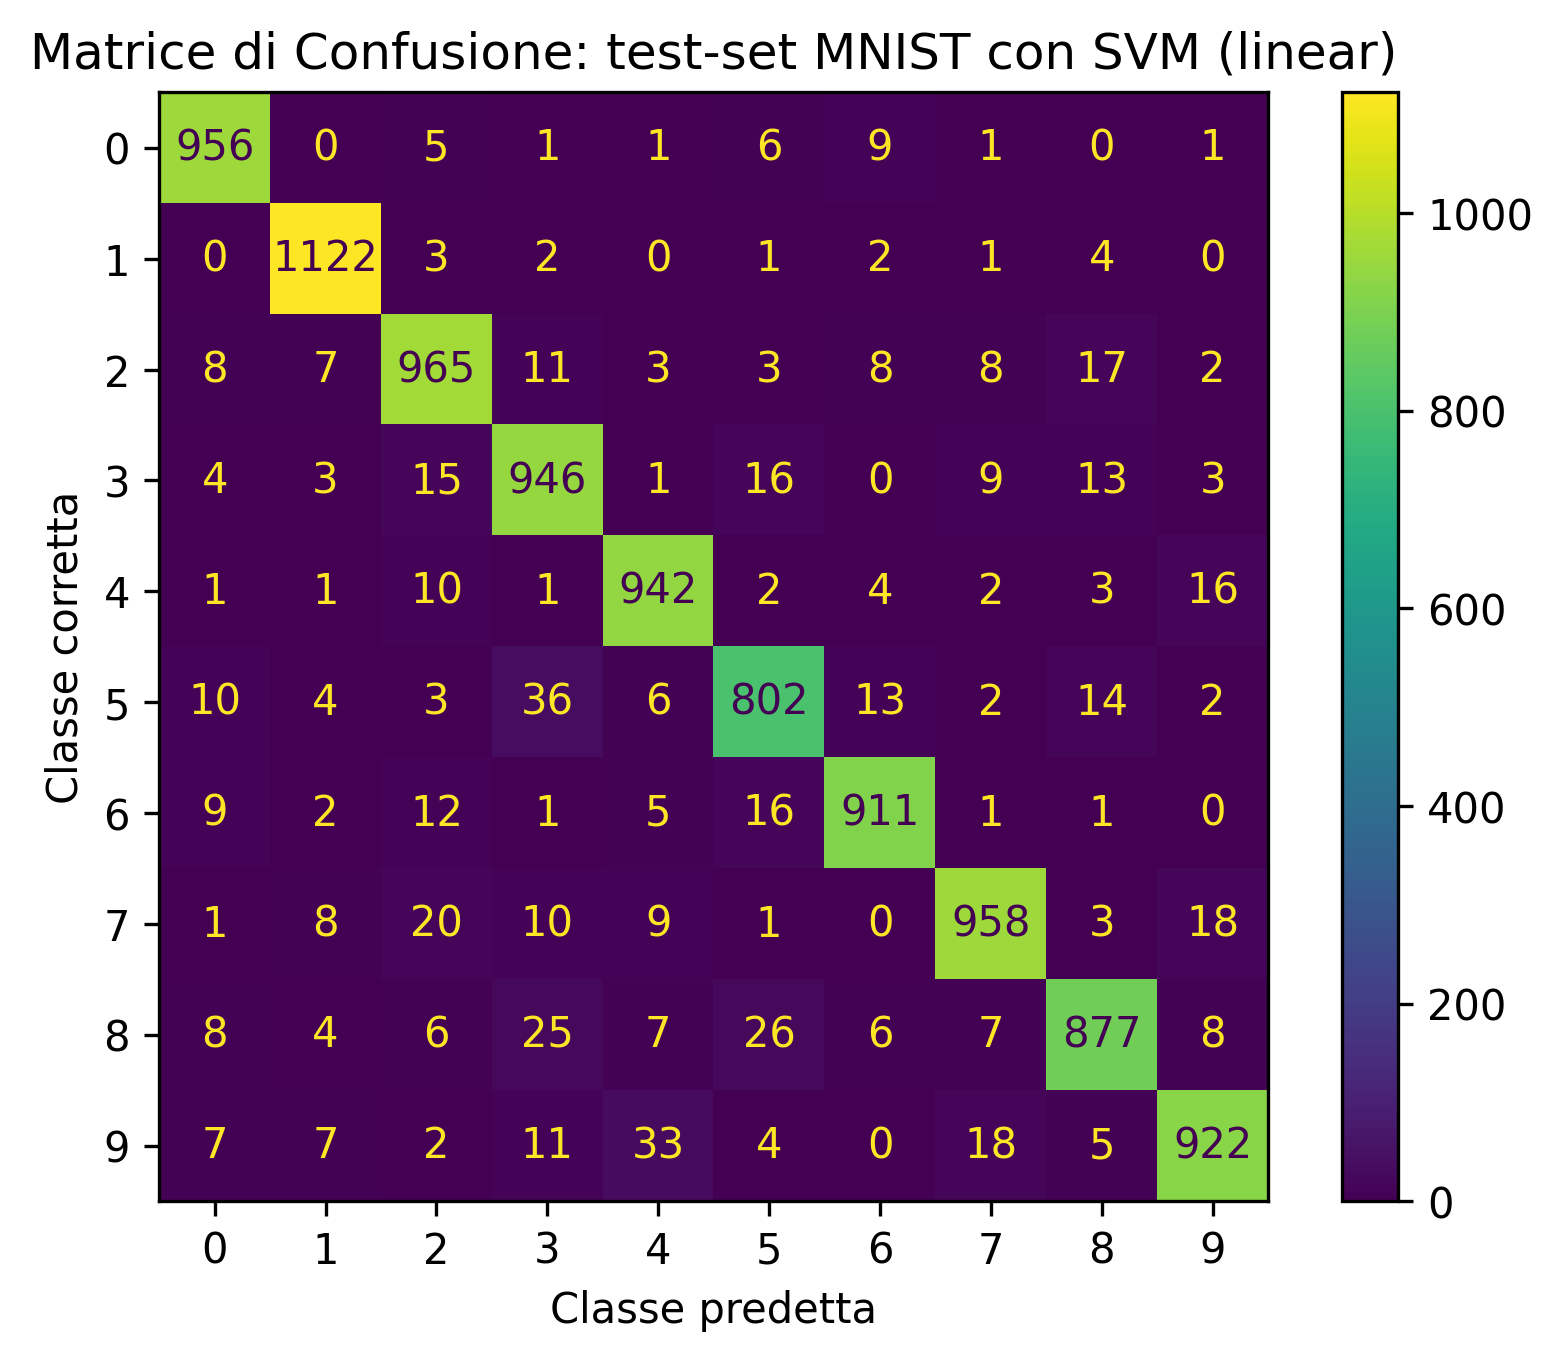 Matrice di Confusione: test-set MNIST con SVM (linear)
0 956 0 5 1 1 6 9 1 0 1
1 0 1122 3 2 0 1 2 1 4 0
2 8 7 965 11 3 3 8 8 17 2
3 4 3 15 946 1 16 0 9 13 3
4 1 1 10 1 942 2 4 2 3 16
5 10 4 3 36 6 802 13 2 14 2
6 9 2 12 1 5 16 911 1 1 0
7 1 8 20 10 9 1 0 958 3 18
8 8 4 6 25 7 26 6 7 877 8
9 7 7 2 11 33 4 0 18 5 922
0 1 2 3 4 5 6 7 8 9
Classe predetta
Classe corretta
1000
800
600
400
200
0